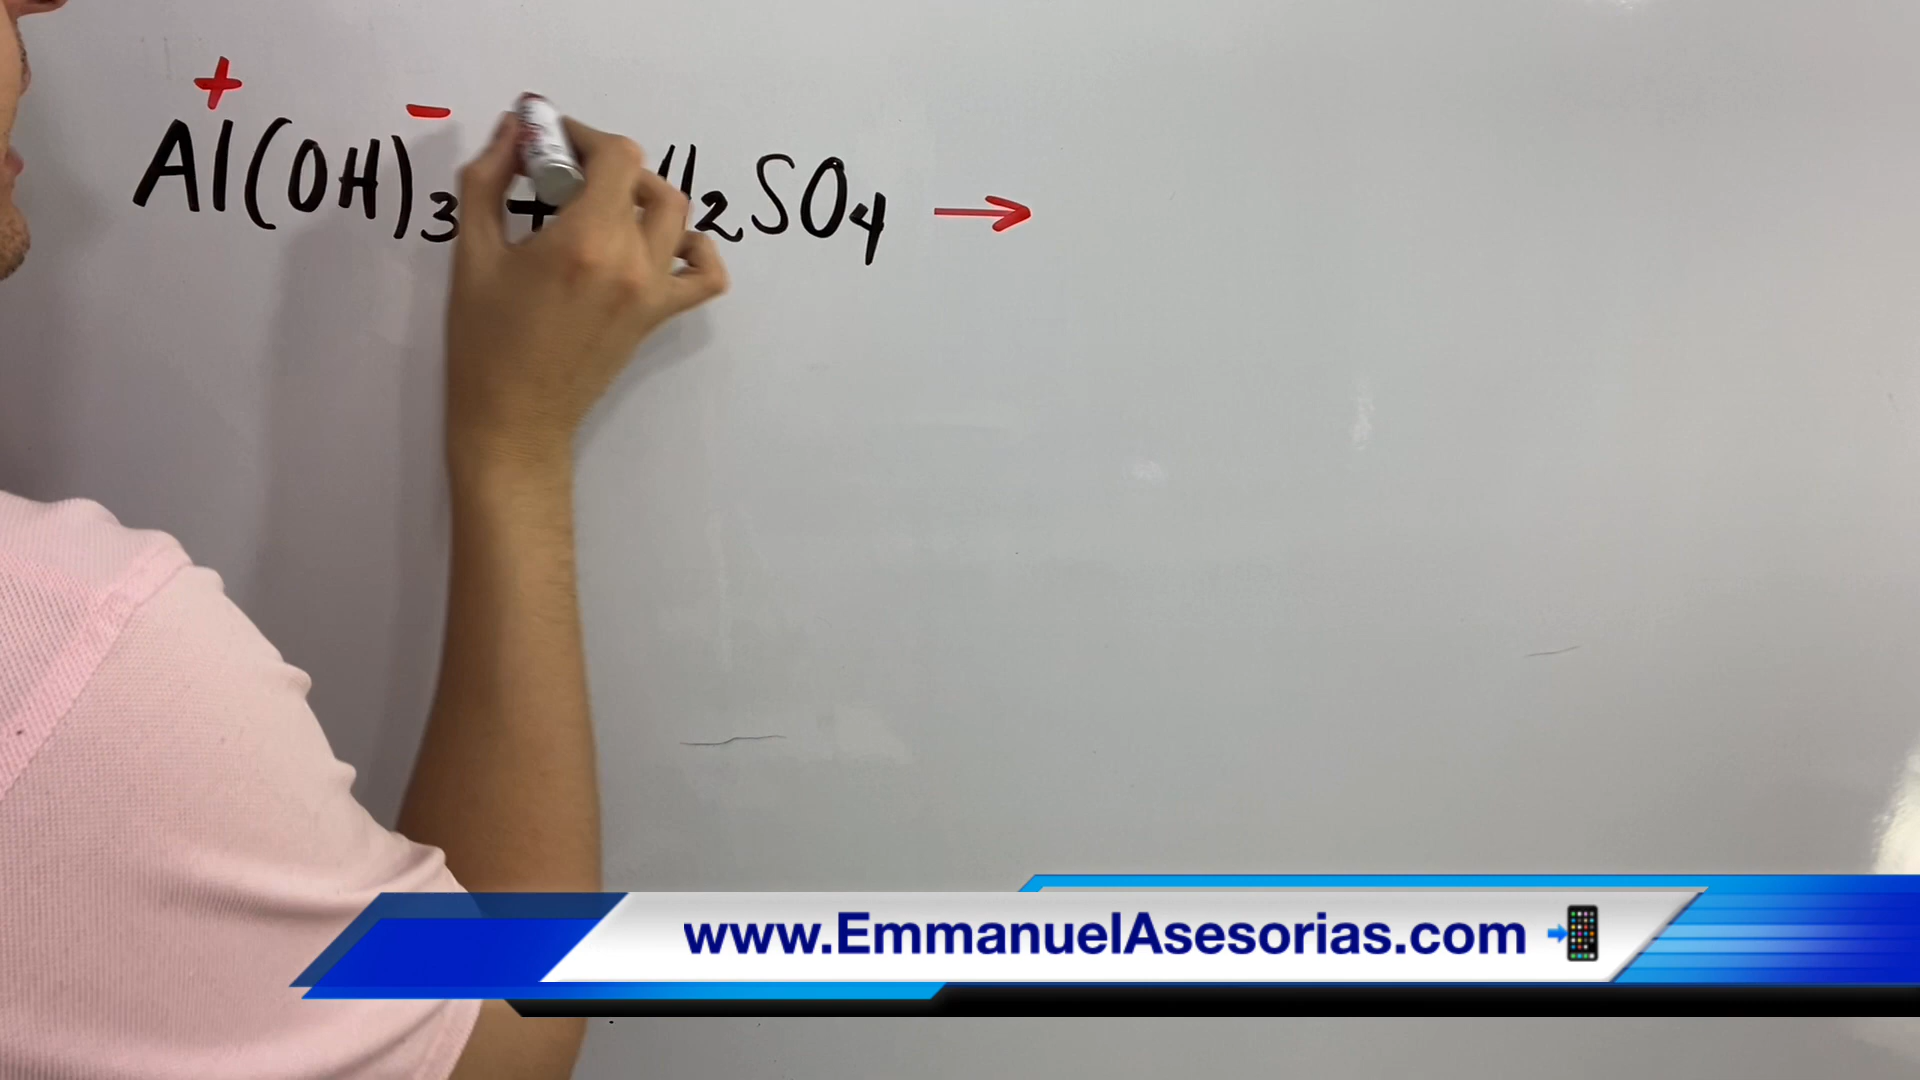 + −
Al(OH)₃ + H₂SO₄ →
www.EmmanuelAsesorias.com